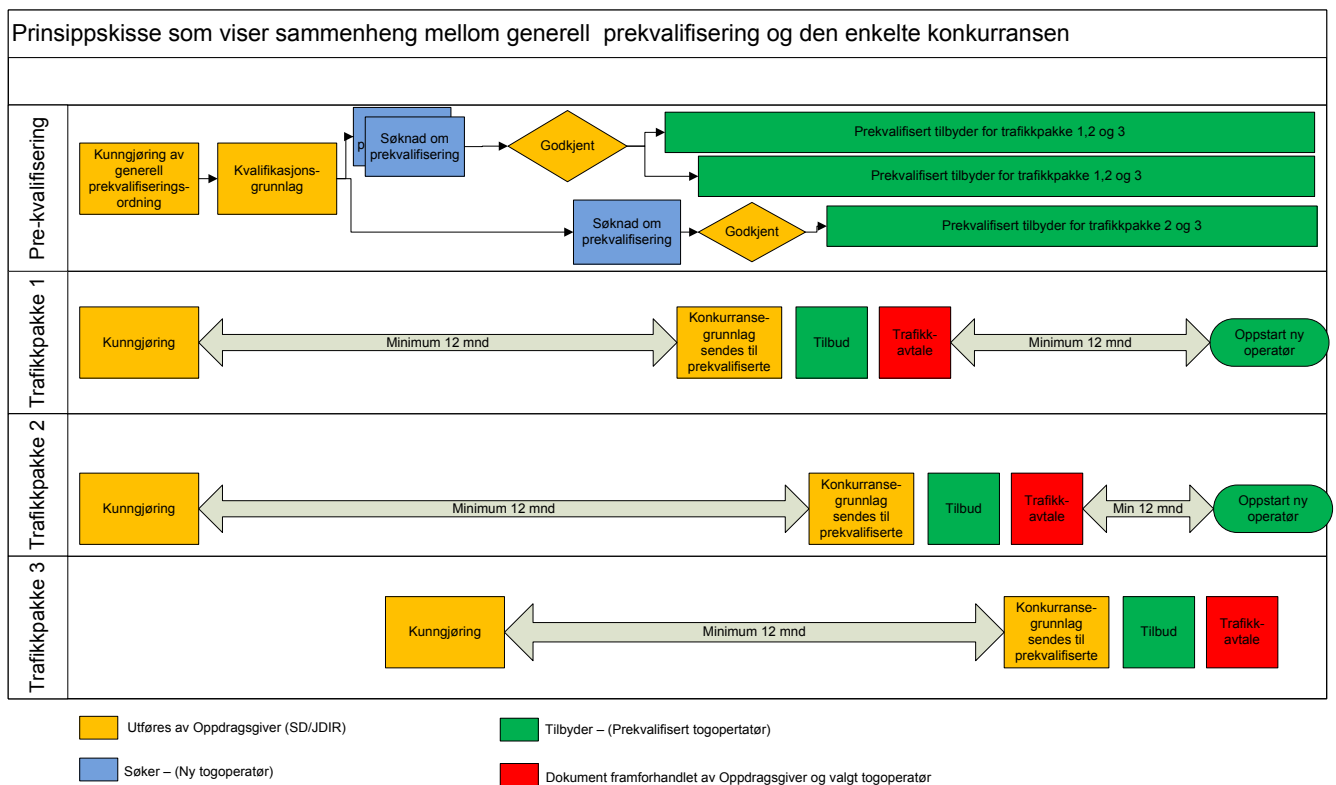 Prinsippskisse som viser sammenheng mellom generell prekvalifisering og den enkelte konkurransen
Pre-kvalifisering
Kunngjøring av
generell
prekvalifiserings-
ordning
Kvalifikasjons-
grunnlag
p
Søknad om
prekvalifisering
Godkjent
Prekvalifisert tilbyder for trafikkpakke 1,2 og 3
Prekvalifisert tilbyder for trafikkpakke 1,2 og 3
Søknad om
prekvalifisering
Godkjent
Prekvalifisert tilbyder for trafikkpakke 2 og 3
Trafikkpakke 1
Kunngjøring
Minimum 12 mnd
Konkurranse-
grunnlag
sendes til
prekvalifiserte
Tilbud
Trafikk-
avtale
Minimum 12 mnd
Oppstart ny
operatør
Trafikkpakke 2
Kunngjøring
Minimum 12 mnd
Konkurranse-
grunnlag
sendes til
prekvalifiserte
Tilbud
Trafikk-
avtale
Min 12 mnd
Oppstart ny
operatør
Trafikkpakke 3
Kunngjøring
Minimum 12 mnd
Konkurranse-
grunnlag
sendes til
prekvalifiserte
Tilbud
Trafikk-
avtale
Utføres av Oppdragsgiver (SD/JDIR)
Tilbyder – (Prekvalifisert togopertatør)
Søker – (Ny togoperatør)
Dokument framforhandlet av Oppdragsgiver og valgt togoperatør